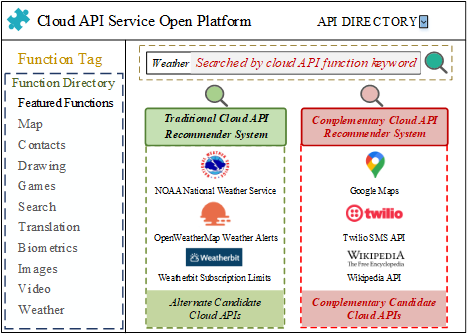 Cloud API Service Open Platform
API DIRECTORY
Function Tag
Function Directory
Featured Functions
Map
Contacts
Drawing
Games
Search
Translation
Biometrics
Images
Video
Weather
Weather Searched by cloud API function keyword
Traditional Cloud API
Recommender System
NOAA National Weather Service
OpenWeatherMap Weather Alerts
Weatherbit
Weatherbit Subscription Limits
Alternate Candidate
Cloud APIs
Complementary Cloud API
Recommender System
Google Maps
twilio
Twilio SMS API
WIKIPEDIA
The Free Encyclopedia
Wikipedia API
Complementary Candidate
Cloud APIs